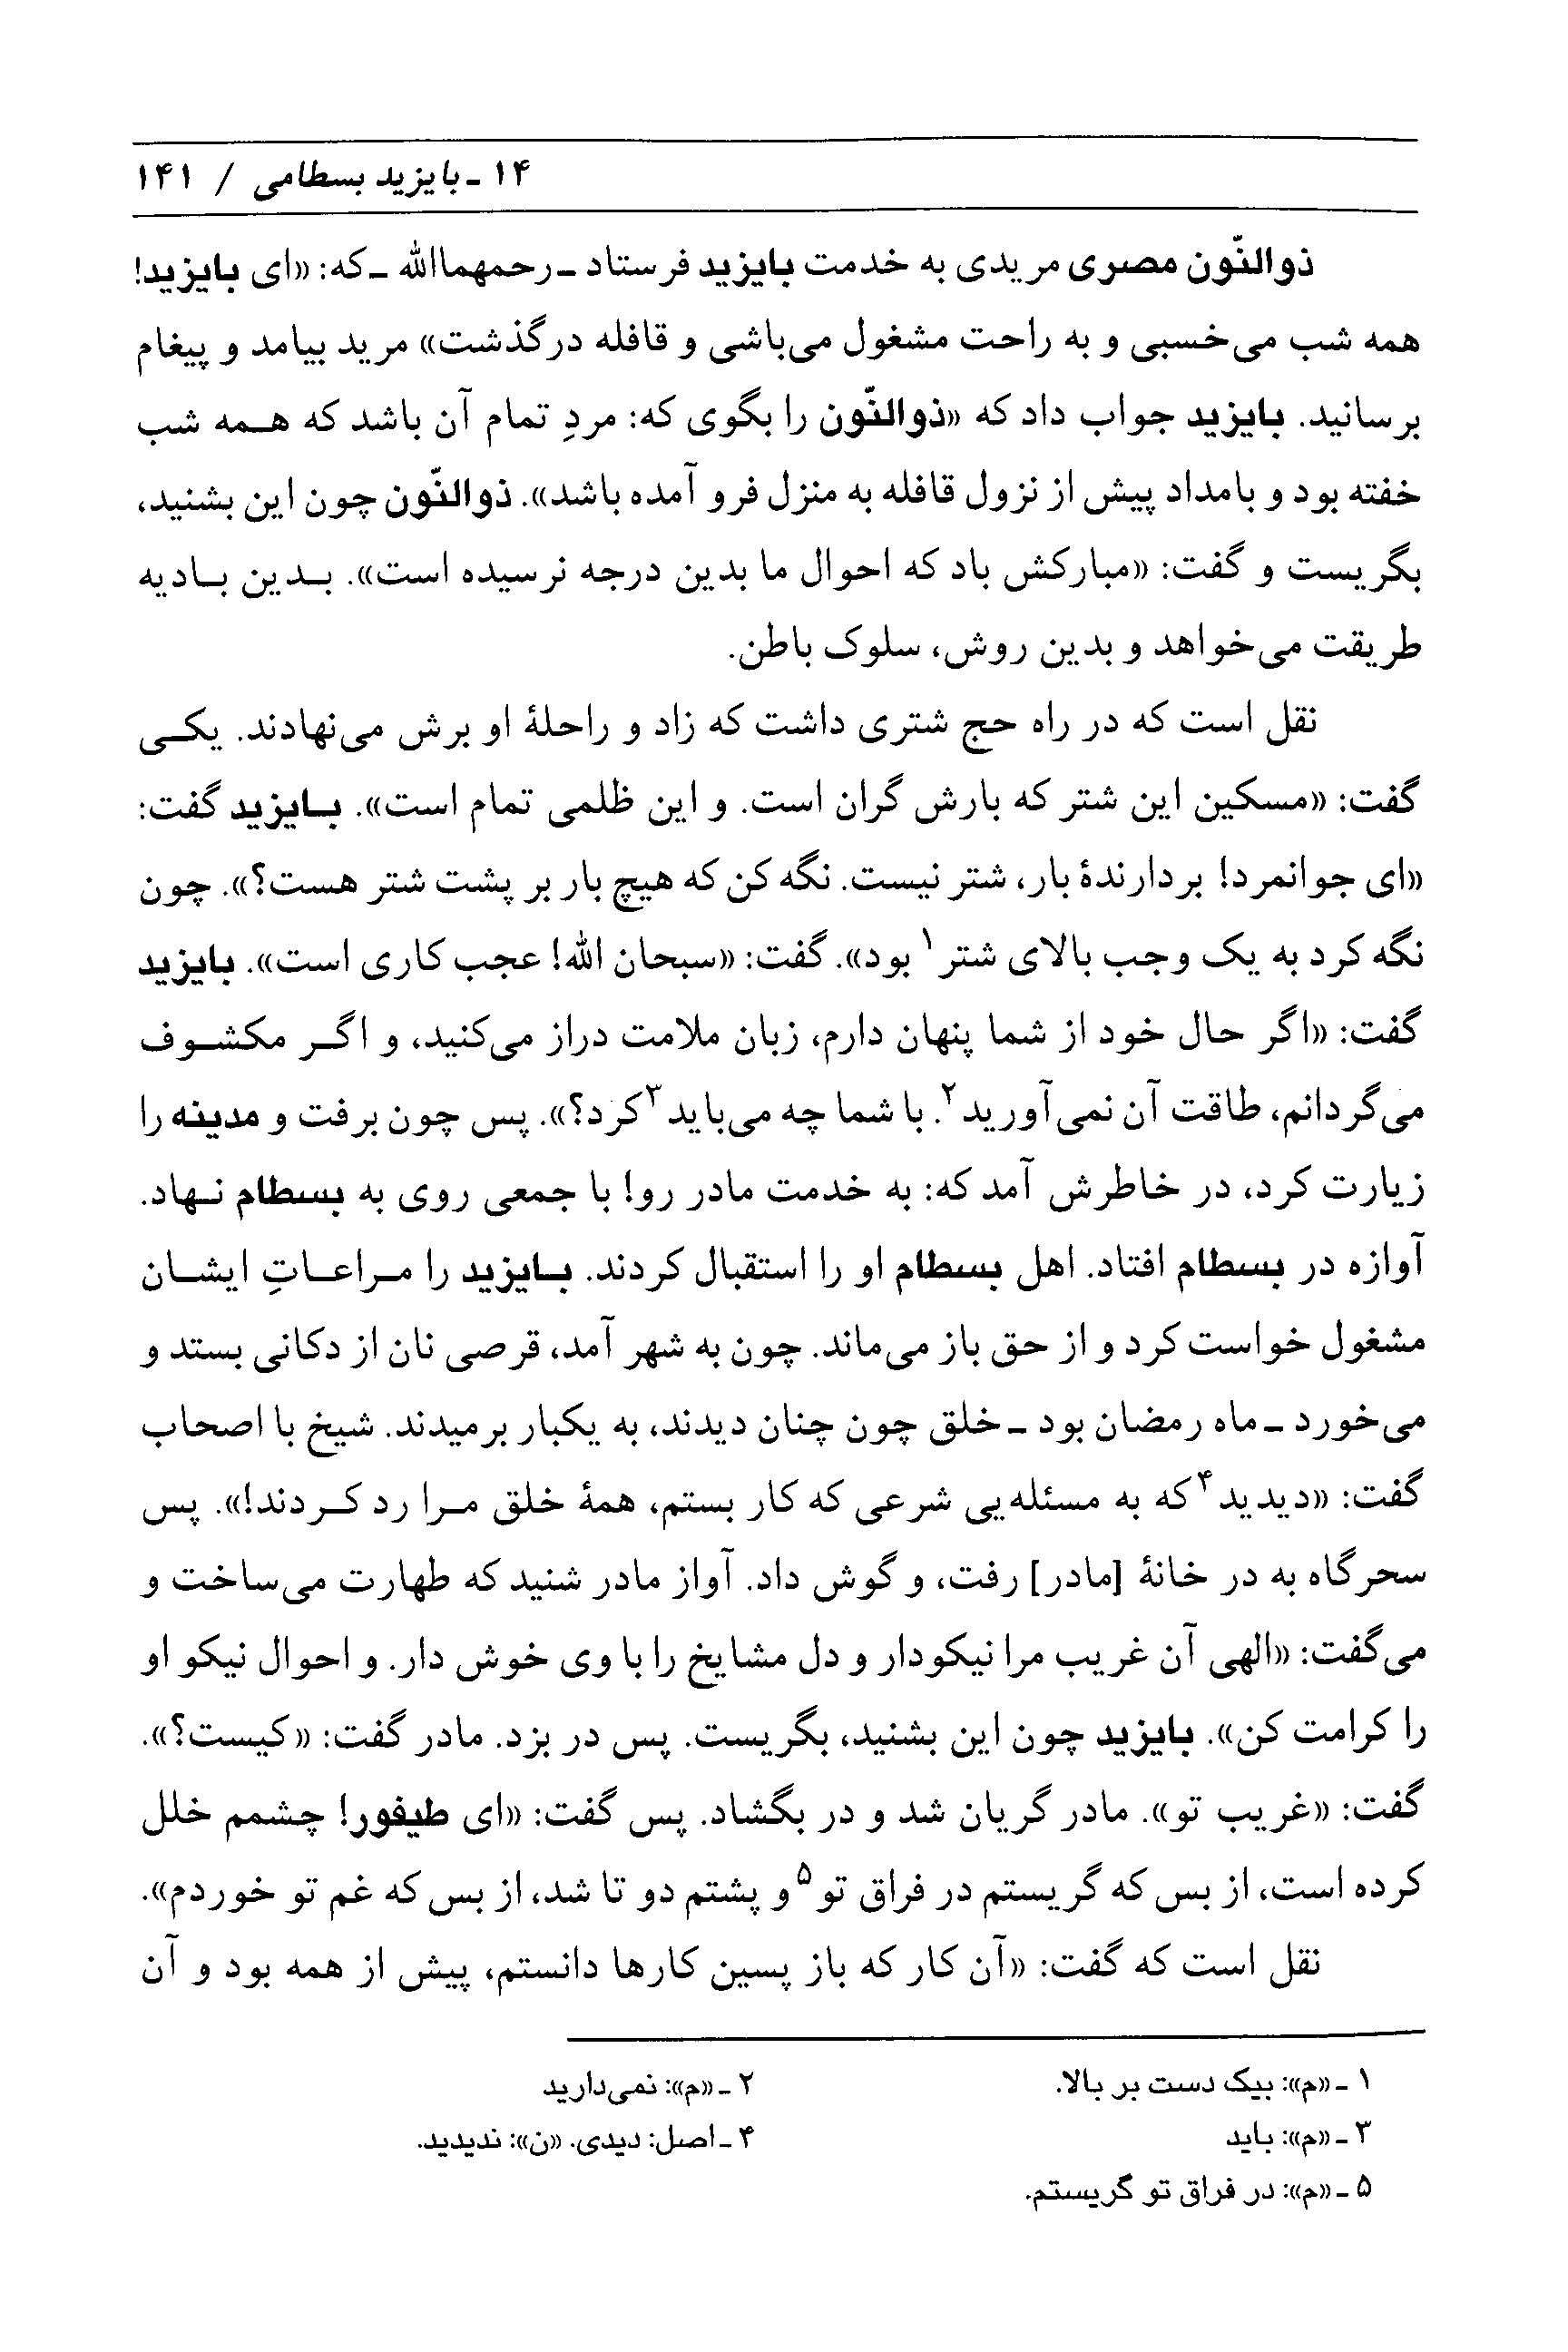 ۱۴ ـ بایزید بسطامی / ۱۴۱
ذوالنّون مصری مریدی به خدمت بایزید فرستاد ـ رحمهماالله ـ که: «ای بایزید!
همه شب می‌خسبی و به راحت مشغول می‌باشی و قافله درگذشت» مرید بیامد و پیغام
برسانید. بایزید جواب داد که «ذوالنّون را بگوی که: مردِ تمام آن باشد که همه شب
خفته بود و بامداد پیش از نزول قافله به منزل فرو آمده باشد». ذوالنّون چون این بشنید،
بگریست و گفت: «مبارکش باد که احوال ما بدین درجه نرسیده است». بدین بادیه
طریقت می‌خواهد و بدین روش، سلوک باطن.
نقل است که در راه حج شتری داشت که زاد و راحلهٔ او برش می‌نهادند. یکی
گفت: «مسکین این شتر که بارش گران است. و این ظلمی تمام است». بایزید گفت:
«ای جوانمرد! بردارندهٔ بار، شتر نیست. نگه کن که هیچ بار بر پشت شتر هست؟». چون
نگه کرد به یک وجب بالای شتر۱ بود». گفت: «سبحان الله! عجب کاری است». بایزید
گفت: «اگر حال خود از شما پنهان دارم، زبان ملامت دراز می‌کنید، و اگر مکشوف
می‌گردانم، طاقت آن نمی‌آورید۲. با شما چه می‌باید۳ کرد؟». پس چون برفت و مدینه را
زیارت کرد، در خاطرش آمد که: به خدمت مادر رو! با جمعی روی به بسطام نهاد.
آوازه در بسطام افتاد. اهل بسطام او را استقبال کردند. بایزید را مراعاتِ ایشان
مشغول خواست کرد و از حق باز می‌ماند. چون به شهر آمد، قرصی نان از دکانی بستد و
می‌خورد ـ ماه رمضان بود ـ خلق چون چنان دیدند، به یکبار برمیدند. شیخ با اصحاب
گفت: «دیدید۴ که به مسئله‌یی شرعی که کار بستم، همهٔ خلق مرا رد کردند!». پس
سحرگاه به در خانهٔ [مادر] رفت، و گوش داد. آواز مادر شنید که طهارت می‌ساخت و
می‌گفت: «الهی آن غریب مرا نیکودار و دل مشایخ را با وی خوش دار. و احوال نیکو او
را کرامت کن». بایزید چون این بشنید، بگریست. پس در بزد. مادر گفت: «کیست؟».
گفت: «غریب تو». مادر گریان شد و در بگشاد. پس گفت: «ای طیفور! چشمم خلل
کرده است، از بس که گریستم در فراق تو۵ و پشتم دو تا شد، از بس که غم تو خوردم».
نقل است که گفت: «آن کار که باز پسین کارها دانستم، پیش از همه بود و آن
۱ ـ «م»: بیک دست بر بالا.
۲ ـ «م»: نمی‌دارید
۳ ـ «م»: باید
۴ ـ اصل: دیدی. «ن»: ندیدید.
۵ ـ «م»: در فراق تو گریستم.